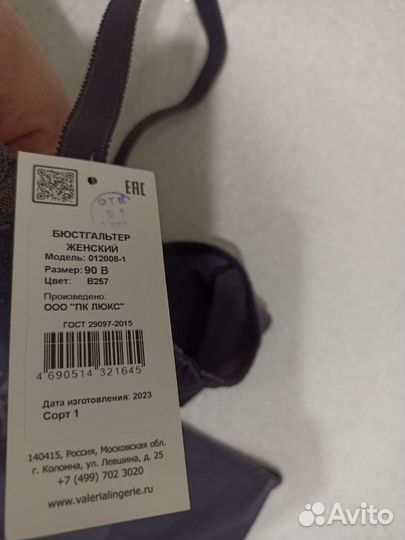 EAC
БЮСТГАЛЬТЕР
ЖЕНСКИЙ
Модель: 012008-1
Размер: 90 В
Цвет: В257
Произведено:
ООО "ПК ЛЮКС"
ГОСТ 29097-2015
4 690514 321645
Дата изготовления: 2023
Сорт 1
140415, Россия, Московская обл.
г. Коломна, ул. Левшина, д. 25
+7 (499) 702 3020
www.valerialingerie.ru
Avito